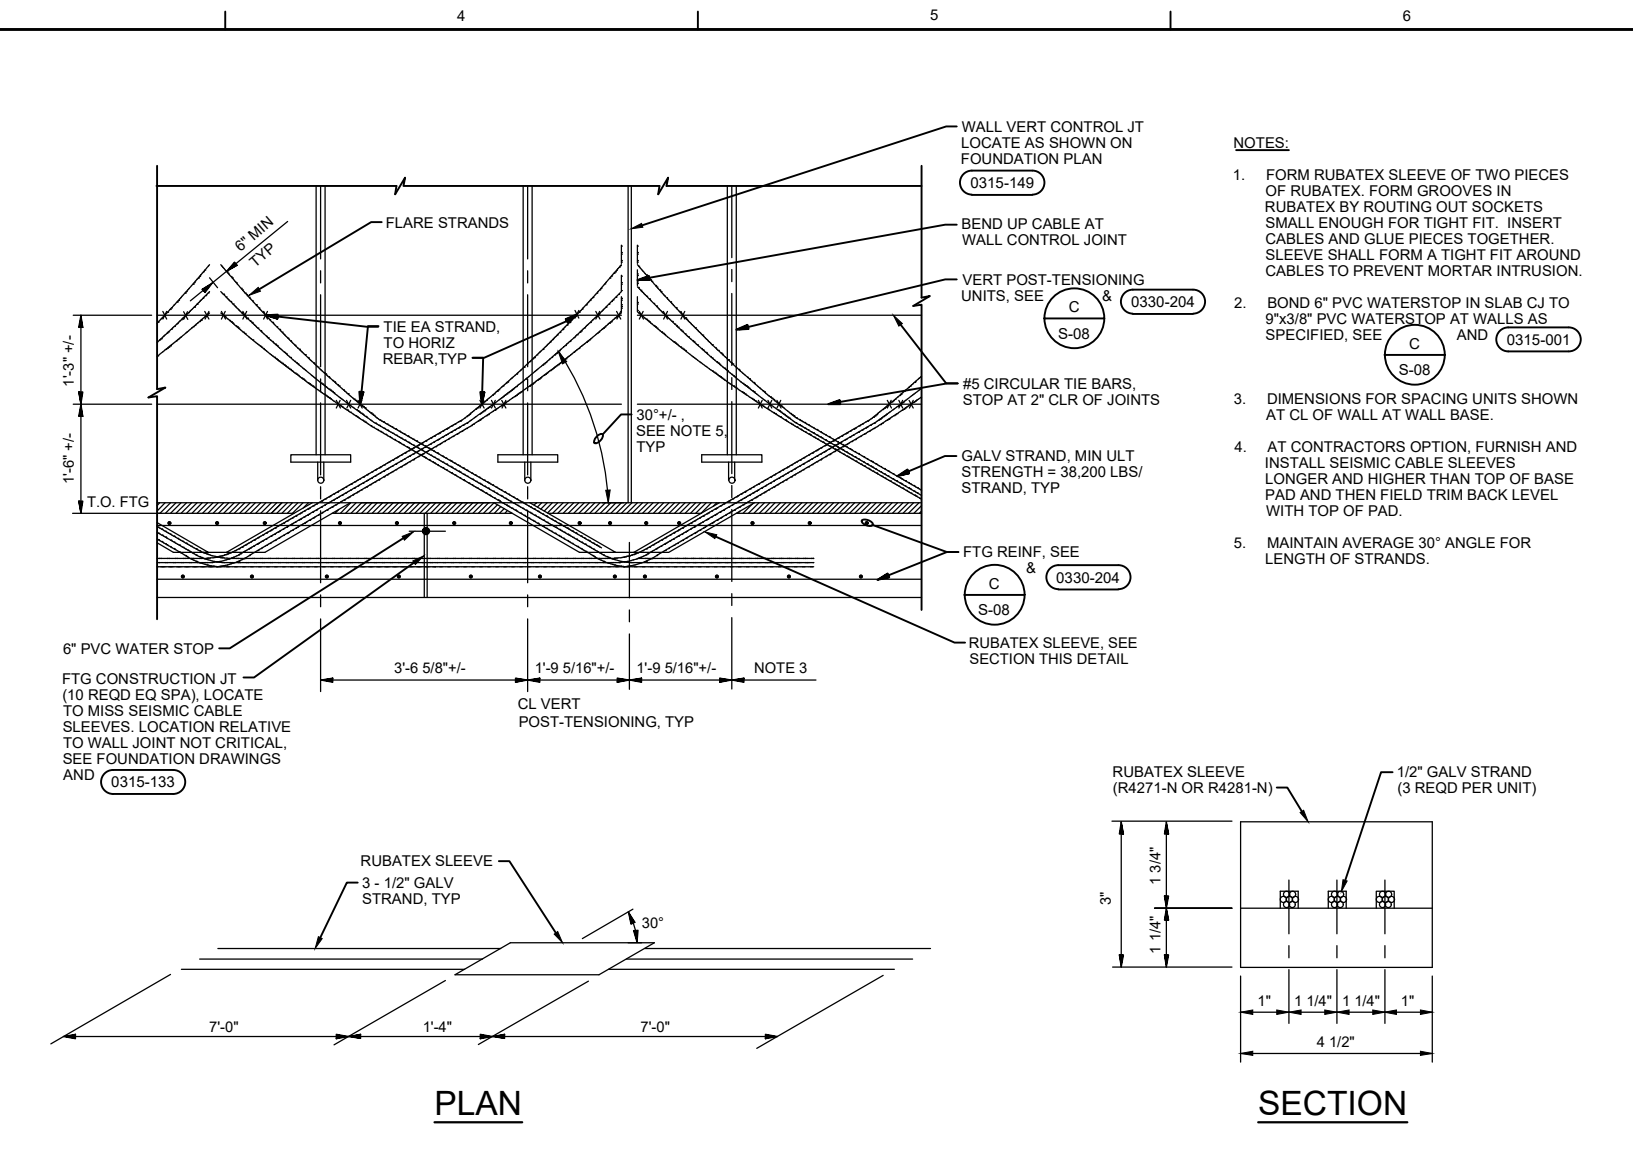 4
5
6
WALL VERT CONTROL JT
LOCATE AS SHOWN ON
FOUNDATION PLAN
0315-149
BEND UP CABLE AT
WALL CONTROL JOINT
VERT POST-TENSIONING
UNITS, SEE C/S-08 & 0330-204
#5 CIRCULAR TIE BARS,
STOP AT 2" CLR OF JOINTS
GALV STRAND, MIN ULT
STRENGTH = 38,200 LBS/
STRAND, TYP
FTG REINF, SEE
C/S-08 & 0330-204
RUBATEX SLEEVE, SEE
SECTION THIS DETAIL
6" MIN
TYP
FLARE STRANDS
TIE EA STRAND,
TO HORIZ
REBAR,TYP
30°+/- ,
SEE NOTE 5,
TYP
1'-3" +/-
1'-6" +/-
T.O. FTG
6" PVC WATER STOP
FTG CONSTRUCTION JT
(10 REQD EQ SPA), LOCATE
TO MISS SEISMIC CABLE
SLEEVES. LOCATION RELATIVE
TO WALL JOINT NOT CRITICAL,
SEE FOUNDATION DRAWINGS
AND 0315-133
3'-6 5/8"+/-
1'-9 5/16"+/-
1'-9 5/16"+/-
NOTE 3
CL VERT
POST-TENSIONING, TYP
NOTES:
1. FORM RUBATEX SLEEVE OF TWO PIECES
OF RUBATEX. FORM GROOVES IN
RUBATEX BY ROUTING OUT SOCKETS
SMALL ENOUGH FOR TIGHT FIT. INSERT
CABLES AND GLUE PIECES TOGETHER.
SLEEVE SHALL FORM A TIGHT FIT AROUND
CABLES TO PREVENT MORTAR INTRUSION.
2. BOND 6" PVC WATERSTOP IN SLAB CJ TO
9"x3/8" PVC WATERSTOP AT WALLS AS
SPECIFIED, SEE C/S-08 AND 0315-001
3. DIMENSIONS FOR SPACING UNITS SHOWN
AT CL OF WALL AT WALL BASE.
4. AT CONTRACTORS OPTION, FURNISH AND
INSTALL SEISMIC CABLE SLEEVES
LONGER AND HIGHER THAN TOP OF BASE
PAD AND THEN FIELD TRIM BACK LEVEL
WITH TOP OF PAD.
5. MAINTAIN AVERAGE 30° ANGLE FOR
LENGTH OF STRANDS.
RUBATEX SLEEVE
3 - 1/2" GALV
STRAND, TYP
30°
7'-0"
1'-4"
7'-0"
PLAN
RUBATEX SLEEVE
(R4271-N OR R4281-N)
1/2" GALV STRAND
(3 REQD PER UNIT)
3"
1 3/4"
1 1/4"
1"
1 1/4"
1 1/4"
1"
4 1/2"
SECTION